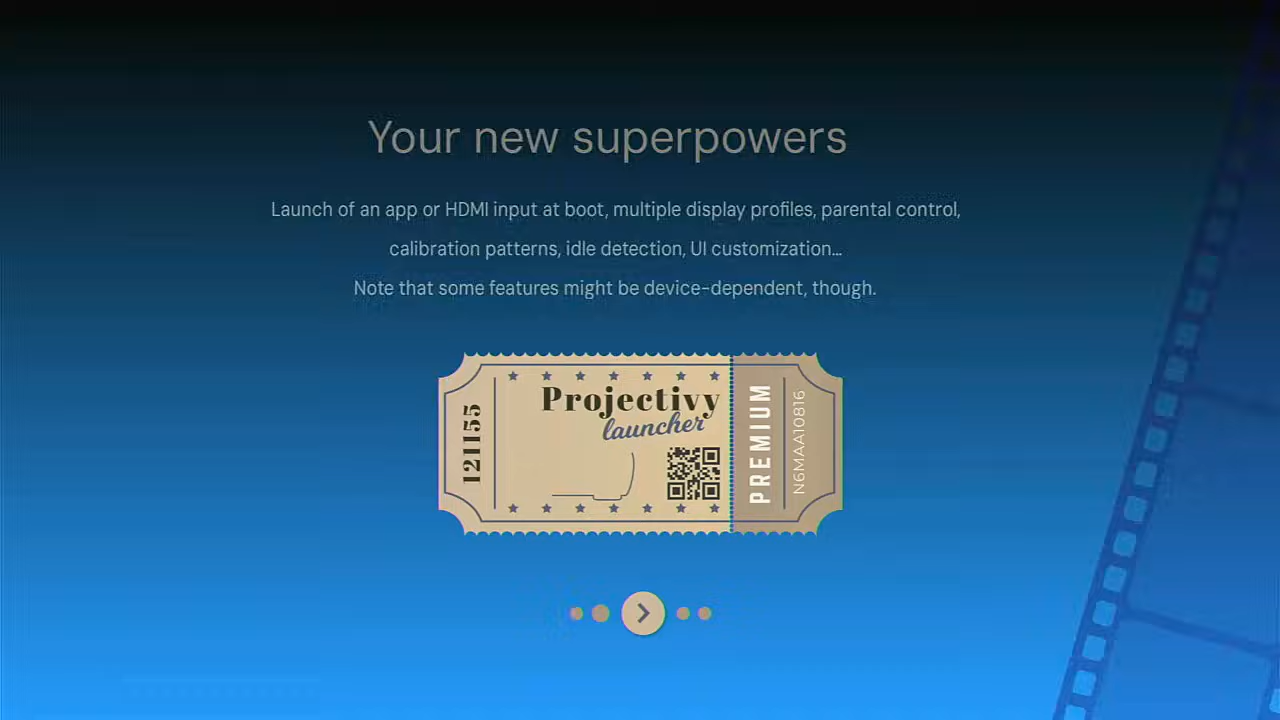 Your new superpowers
Launch of an app or HDMI input at boot, multiple display profiles, parental control,
calibration patterns, idle detection, UI customization...
Note that some features might be device-dependent, though.
121155
Projectivy
launcher
PREMIUM
N6MAA10816